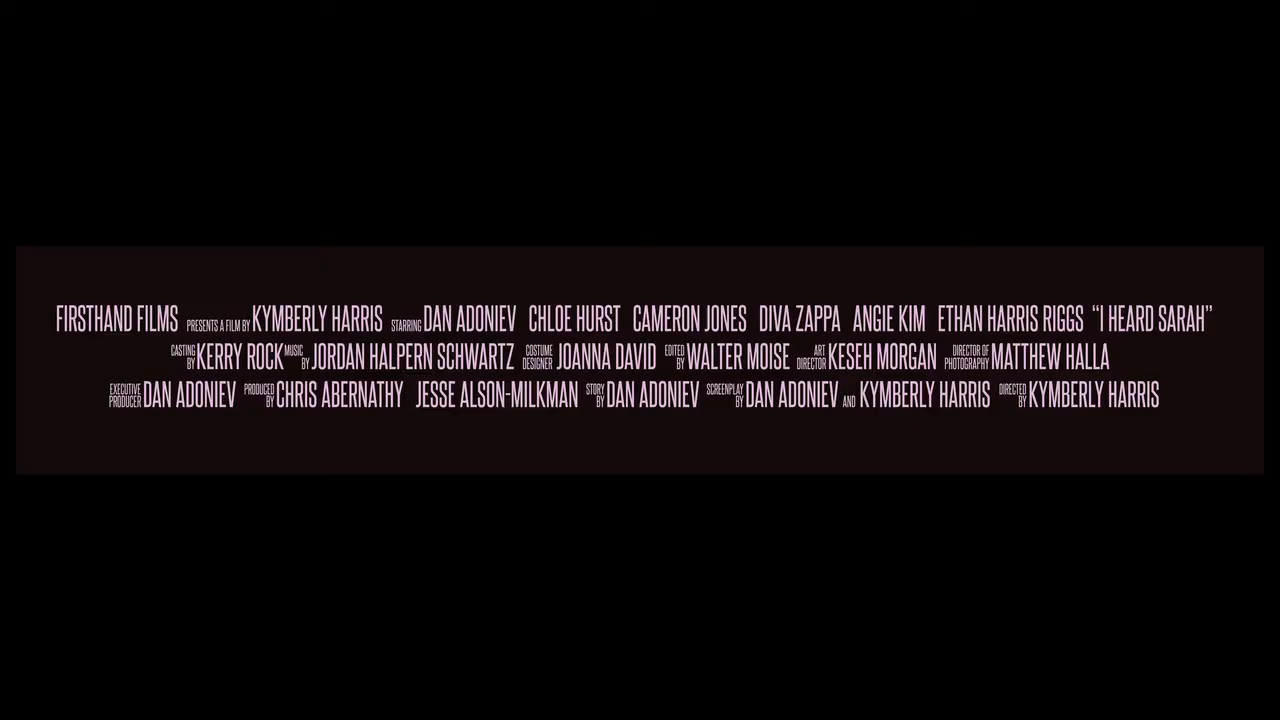 FIRSTHAND FILMS PRESENTS A FILM BY KYMBERLY HARRIS STARRING DAN ADONIEV CHLOE HURST CAMERON JONES DIVA ZAPPA ANGIE KIM ETHAN HARRIS RIGGS “I HEARD SARAH”
CASTING BY KERRY ROCK MUSIC BY JORDAN HALPERN SCHWARTZ COSTUME DESIGNER JOANNA DAVID EDITED BY WALTER MOISE ART DIRECTOR KESEH MORGAN DIRECTOR OF PHOTOGRAPHY MATTHEW HALLA
EXECUTIVE PRODUCER DAN ADONIEV PRODUCED BY CHRIS ABERNATHY JESSE ALSON-MILKMAN STORY BY DAN ADONIEV SCREENPLAY BY DAN ADONIEV AND KYMBERLY HARRIS DIRECTED BY KYMBERLY HARRIS